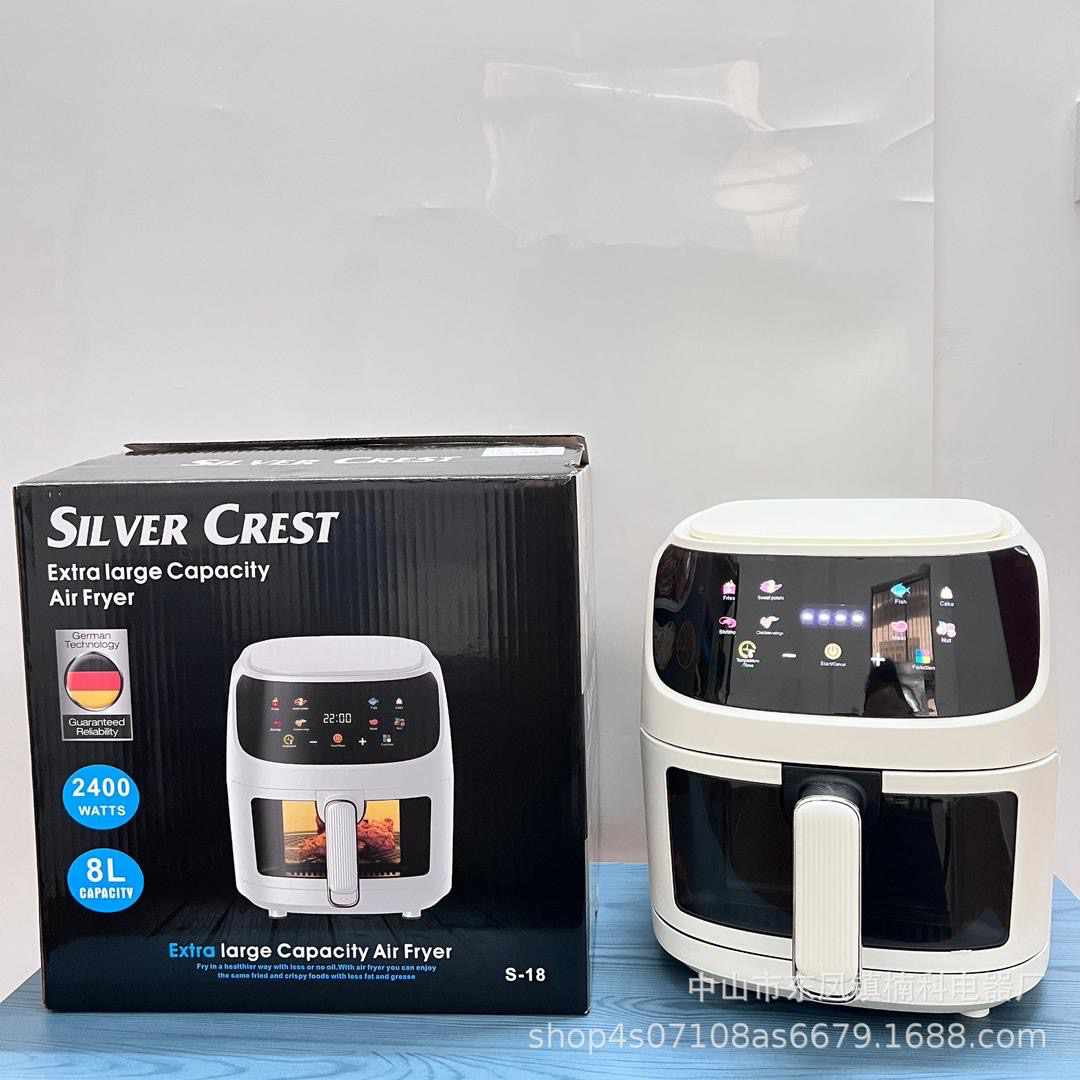 SILVER CREST
SILVER CREST
Extra large Capacity
Air Fryer
German
Technology
Guaranteed
Reliability
2400
WATTS
8L
CAPACITY
22:00
Extra large Capacity Air Fryer
Fry in a healthier way with less or no oil.With air fryer you can enjoy
the same fried and crispy foods with less fat and grease
S-18
Fries
Sweet potato
Fish
Cake
Shrimp
Chicken wings
Meat
Nut
Temperature
/Time
Start/Cancel
Function
中山市东凤镇楠科电器厂
shop4s07108as6679.1688.com